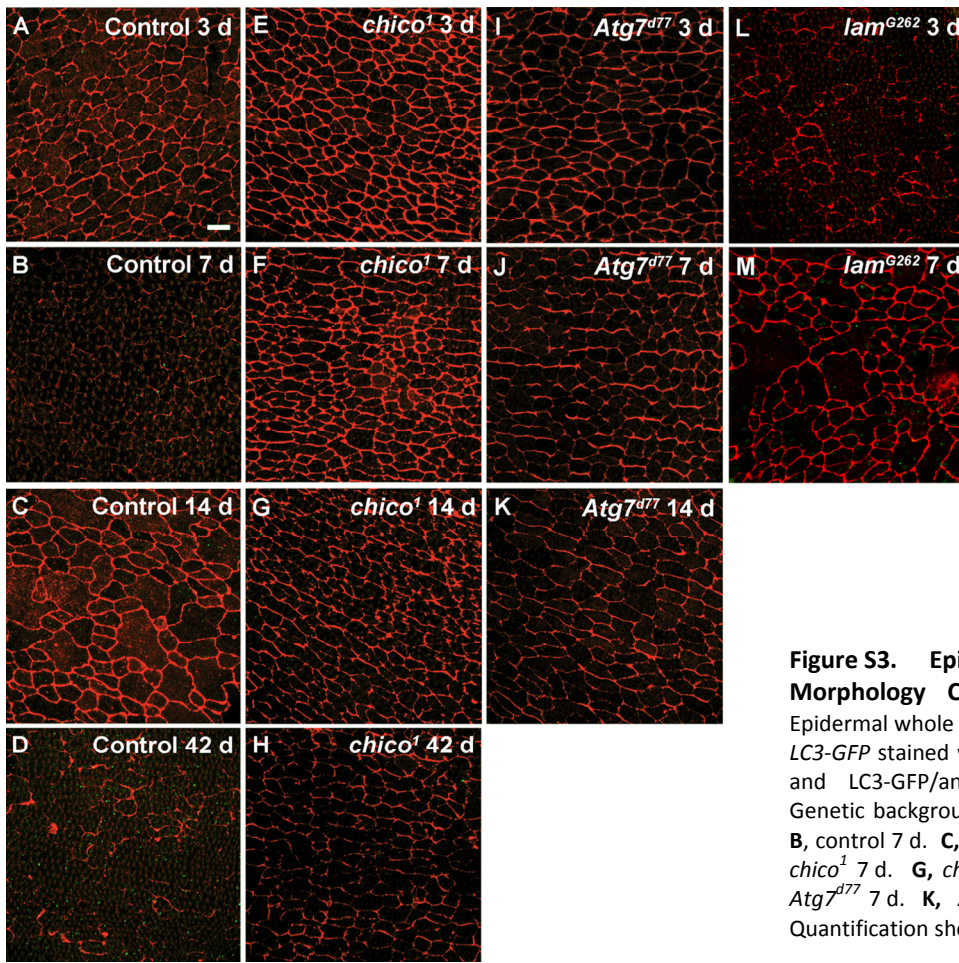 A Control 3 d
E chico¹ 3 d
I Atg7ᵈ⁷⁷ 3 d
L lamᴳ²⁶² 3 d
B Control 7 d
F chico¹ 7 d
J Atg7ᵈ⁷⁷ 7 d
M lamᴳ²⁶² 7 d
C Control 14 d
G chico¹ 14 d
K Atg7ᵈ⁷⁷ 14 d
D Control 42 d
H chico¹ 42 d
Figure S3. Epi
Morphology C
Epidermal whole
LC3-GFP stained
and LC3-GFP/an
Genetic background
B, control 7 d. C,
chico¹ 7 d. G, ch
Atg7ᵈ⁷⁷ 7 d. K,
Quantification sho